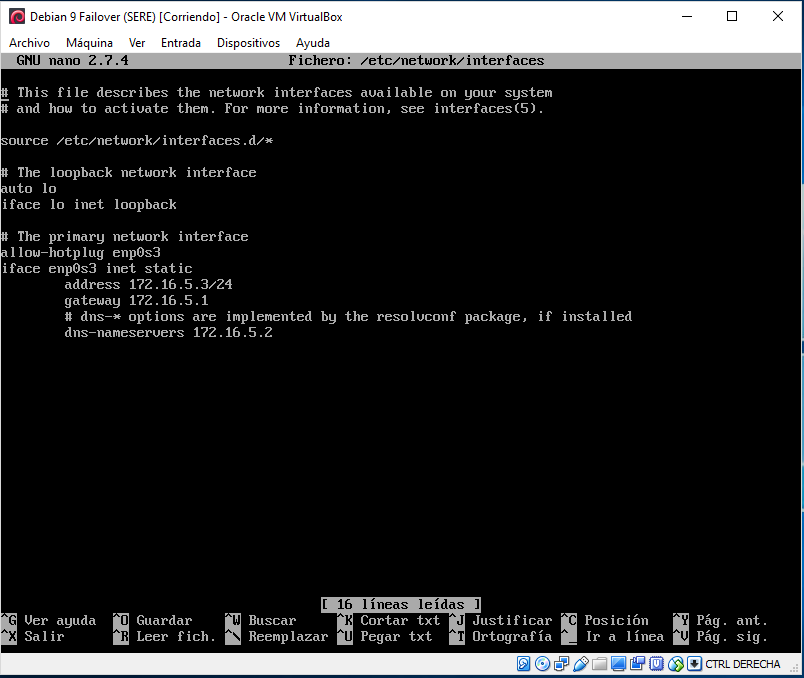 Debian 9 Failover (SERE) [Corriendo] - Oracle VM VirtualBox
Archivo Máquina Ver Entrada Dispositivos Ayuda
GNU nano 2.7.4 Fichero: /etc/network/interfaces
# This file describes the network interfaces available on your system
# and how to activate them. For more information, see interfaces(5).
source /etc/network/interfaces.d/*
# The loopback network interface
auto lo
iface lo inet loopback
# The primary network interface
allow-hotplug enp0s3
iface enp0s3 inet static
address 172.16.5.3/24
gateway 172.16.5.1
# dns-* options are implemented by the resolvconf package, if installed
dns-nameservers 172.16.5.2
[ 16 líneas leídas ]
^G Ver ayuda ^O Guardar ^W Buscar ^K Cortar txt ^J Justificar ^C Posición ^Y Pág. ant.
^X Salir ^R Leer fich. ^\ Reemplazar ^U Pegar txt ^T Ortografía ^_ Ir a línea ^V Pág. sig.
CTRL DERECHA